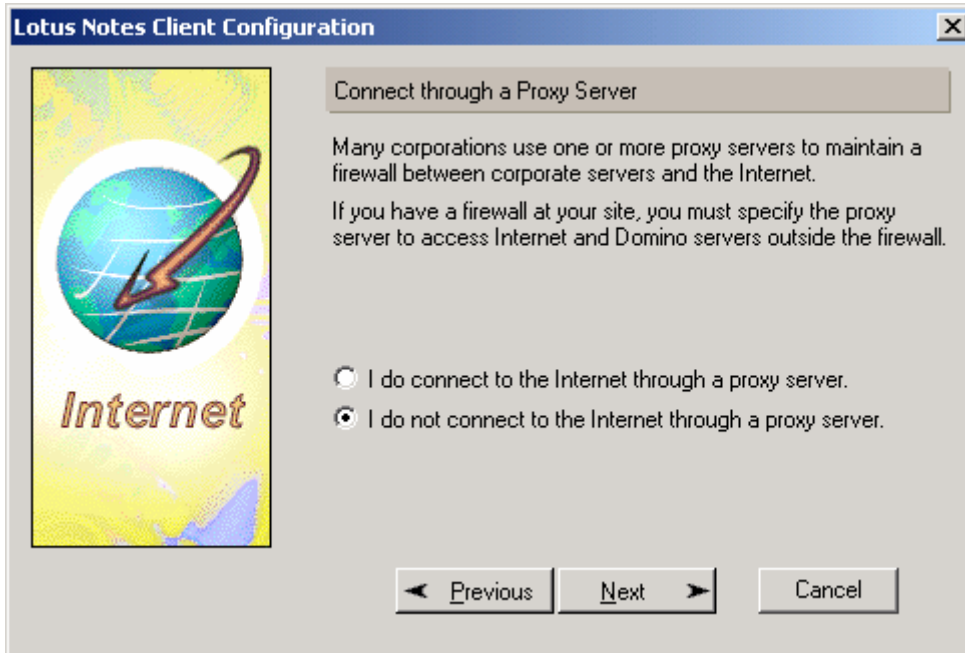 Lotus Notes Client Configuration
Connect through a Proxy Server
Many corporations use one or more proxy servers to maintain a
firewall between corporate servers and the Internet.
If you have a firewall at your site, you must specify the proxy
server to access Internet and Domino servers outside the firewall.
I do connect to the Internet through a proxy server.
I do not connect to the Internet through a proxy server.
Internet
Previous
Next
Cancel